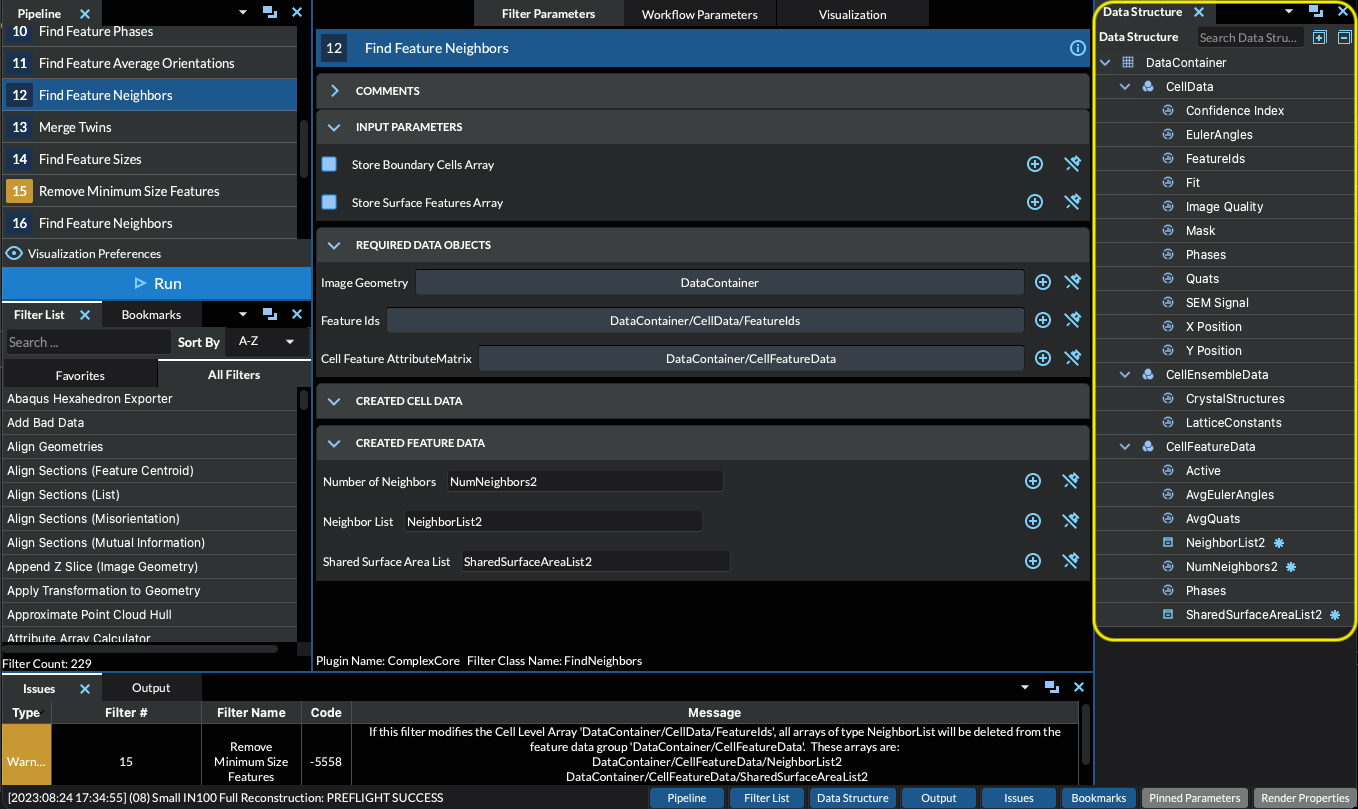 Pipeline
10 Find Feature Phases
11 Find Feature Average Orientations
12 Find Feature Neighbors
13 Merge Twins
14 Find Feature Sizes
15 Remove Minimum Size Features
16 Find Feature Neighbors
Visualization Preferences
Run
Filter List Bookmarks
Search ... Sort By A-Z
Favorites All Filters
Abaqus Hexahedron Exporter
Add Bad Data
Align Geometries
Align Sections (Feature Centroid)
Align Sections (List)
Align Sections (Misorientation)
Align Sections (Mutual Information)
Append Z Slice (Image Geometry)
Apply Transformation to Geometry
Approximate Point Cloud Hull
Attribute Array Calculator
Filter Count: 229
Filter Parameters Workflow Parameters Visualization
12 Find Feature Neighbors
COMMENTS
INPUT PARAMETERS
Store Boundary Cells Array
Store Surface Features Array
REQUIRED DATA OBJECTS
Image Geometry DataContainer
Feature Ids DataContainer/CellData/FeatureIds
Cell Feature AttributeMatrix DataContainer/CellFeatureData
CREATED CELL DATA
CREATED FEATURE DATA
Number of Neighbors NumNeighbors2
Neighbor List NeighborList2
Shared Surface Area List SharedSurfaceAreaList2
Plugin Name: ComplexCore Filter Class Name: FindNeighbors
Data Structure
Data Structure Search Data Stru...
DataContainer
CellData
Confidence Index
EulerAngles
FeatureIds
Fit
Image Quality
Mask
Phases
Quats
SEM Signal
X Position
Y Position
CellEnsembleData
CrystalStructures
LatticeConstants
CellFeatureData
Active
AvgEulerAngles
AvgQuats
NeighborList2
NumNeighbors2
Phases
SharedSurfaceAreaList2
Issues Output
Type Filter # Filter Name Code Message
Warn... 15 Remove Minimum Size Features -5558
If this filter modifies the Cell Level Array 'DataContainer/CellData/FeatureIds', all arrays of type NeighborList will be deleted from the
feature data group 'DataContainer/CellFeatureData'. These arrays are:
DataContainer/CellFeatureData/NeighborList2
DataContainer/CellFeatureData/SharedSurfaceAreaList2
[2023:08:24 17:34:55] (08) Small IN100 Full Reconstruction: PREFLIGHT SUCCESS
Pipeline Filter List Data Structure Output Issues Bookmarks Pinned Parameters Render Properties